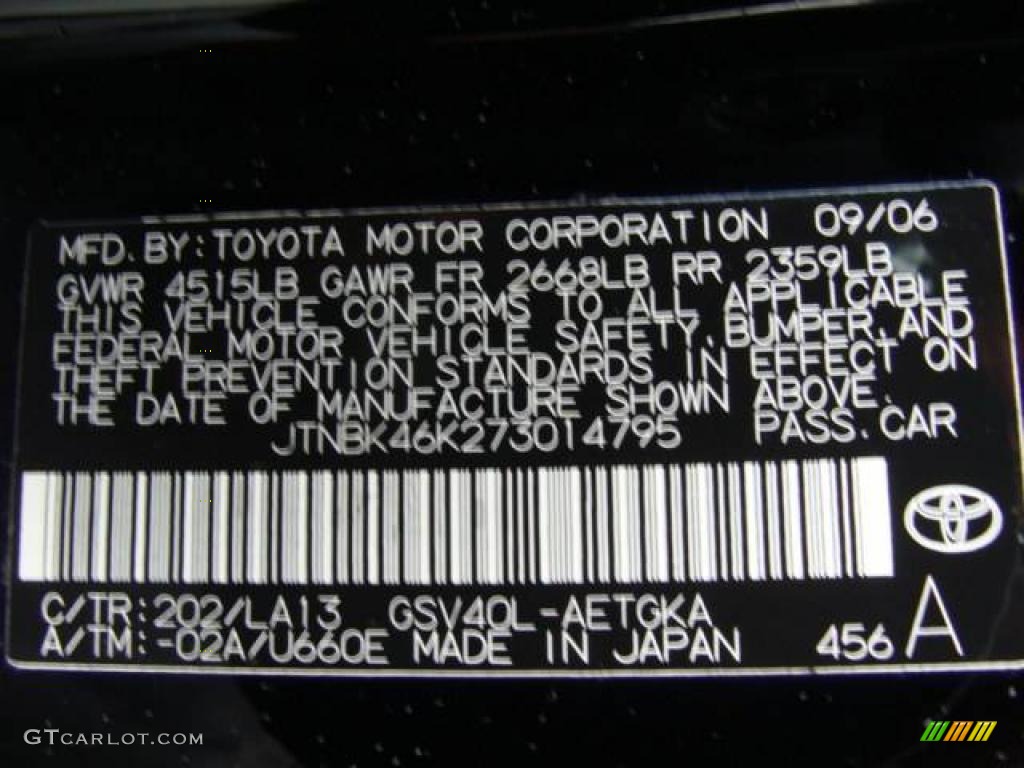 MFD. BY: TOYOTA MOTOR CORPORATION 09/06
GVWR 4515LB GAWR FR 2668LB RR 2359LB
THIS VEHICLE CONFORMS TO ALL APPLICABLE
FEDERAL MOTOR VEHICLE SAFETY, BUMPER, AND
THEFT PREVENTION STANDARDS IN EFFECT ON
THE DATE OF MANUFACTURE SHOWN ABOVE.
JTNBK46K273014795 PASS. CAR
C/TR: 202/LA13 GSV40L-AETGKA
A/TM: -02A/U660E MADE IN JAPAN 456 A
GTCARLOT.COM